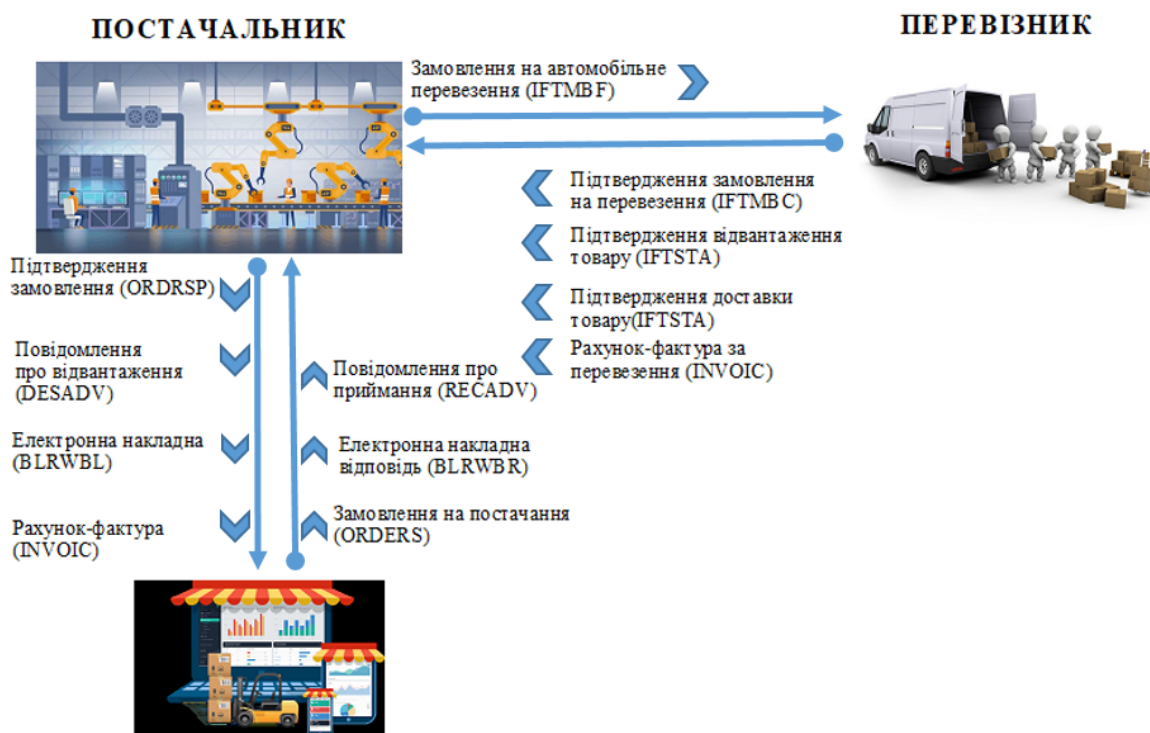 ПОСТАЧАЛЬНИК
ПЕРЕВІЗНИК
Замовлення на автомобільне
перевезення (IFTMBF)
Підтвердження замовлення
на перевезення (IFTMBC)
Підтвердження відвантаження
товару (IFTSTA)
Підтвердження доставки
товару(IFTSTA)
Рахунок-фактура за
перевезення (INVOIC)
Підтвердження
замовлення (ORDRSP)
Повідомлення
про відвантаження
(DESADV)
Електронна накладна
(BLRWBL)
Рахунок-фактура
(INVOIC)
Повідомлення про
приймання (RECADV)
Електронна накладна
відповідь (BLRWBR)
Замовлення на постачання
(ORDERS)